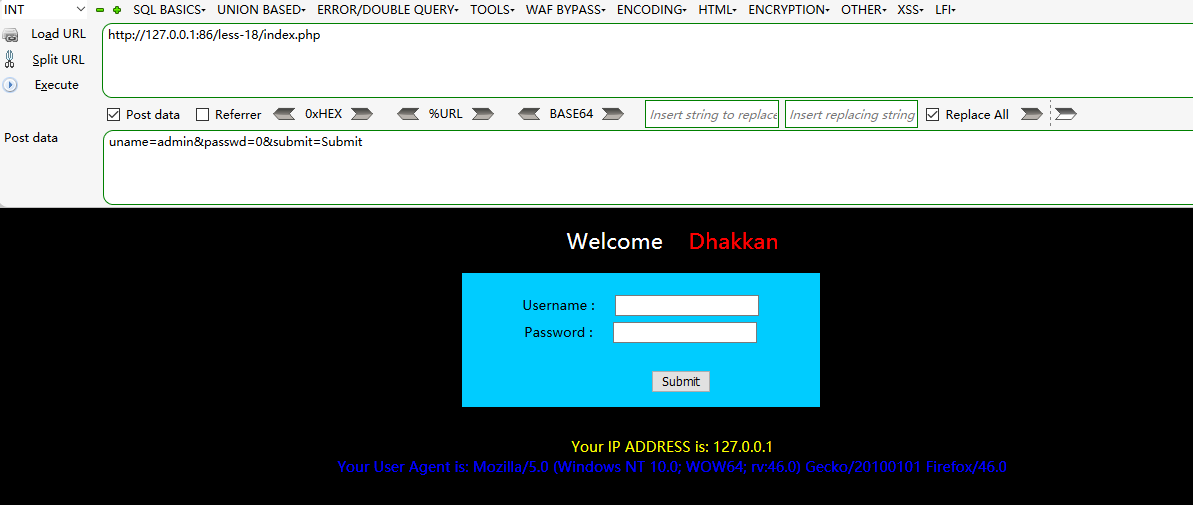 INT SQL BASICS UNION BASED ERROR/DOUBLE QUERY TOOLS WAF BYPASS ENCODING HTML ENCRYPTION OTHER XSS LFI
Load URL http://127.0.0.1:86/less-18/index.php
Split URL
Execute
Post data Referrer 0xHEX %URL BASE64 Insert string to replace Insert replacing string Replace All
Post data uname=admin&passwd=0&submit=Submit
Welcome Dhakkan
Username :
Password :
Submit
Your IP ADDRESS is: 127.0.0.1
Your User Agent is: Mozilla/5.0 (Windows NT 10.0; WOW64; rv:46.0) Gecko/20100101 Firefox/46.0